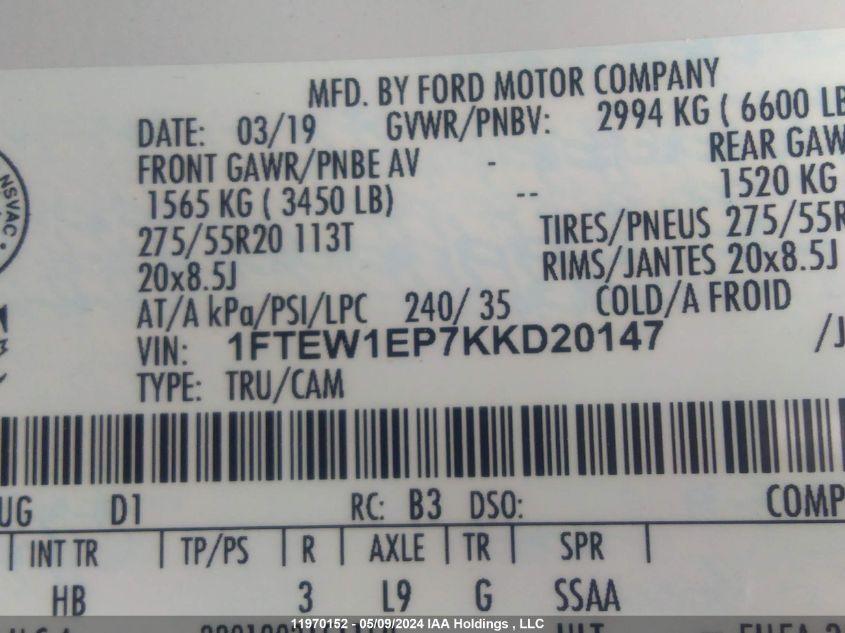 MFD. BY FORD MOTOR COMPANY
DATE: 03/19 GVWR/PNBV: 2994 KG ( 6600 LB
FRONT GAWR/PNBE AV - REAR GAW
1565 KG ( 3450 LB) -- 1520 KG
275/55R20 113T TIRES/PNEUS 275/55R
20x8.5J RIMS/JANTES 20x8.5J
AT/A kPa/PSI/LPC 240/ 35 COLD/A FROID
VIN: 1FTEW1EP7KKD20147 /J
TYPE: TRU/CAM
NSVAC
UG D1 RC: B3 DSO: COMP
INT TR TP/PS R AXLE TR SPR
HB 3 L9 G SSAA
11970152 - 05/09/2024 IAA Holdings , LLC